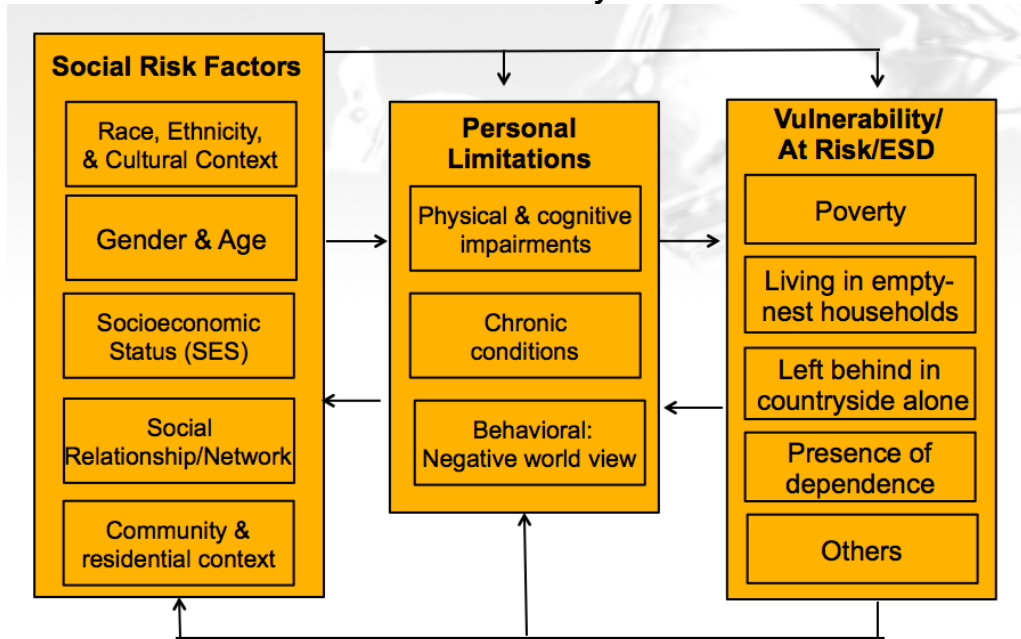 Social Risk Factors
Race, Ethnicity,
& Cultural Context
Gender & Age
Socioeconomic
Status (SES)
Social
Relationship/Network
Community &
residential context
Personal
Limitations
Physical & cognitive
impairments
Chronic
conditions
Behavioral:
Negative world view
Vulnerability/
At Risk/ESD
Poverty
Living in empty-
nest households
Left behind in
countryside alone
Presence of
dependence
Others